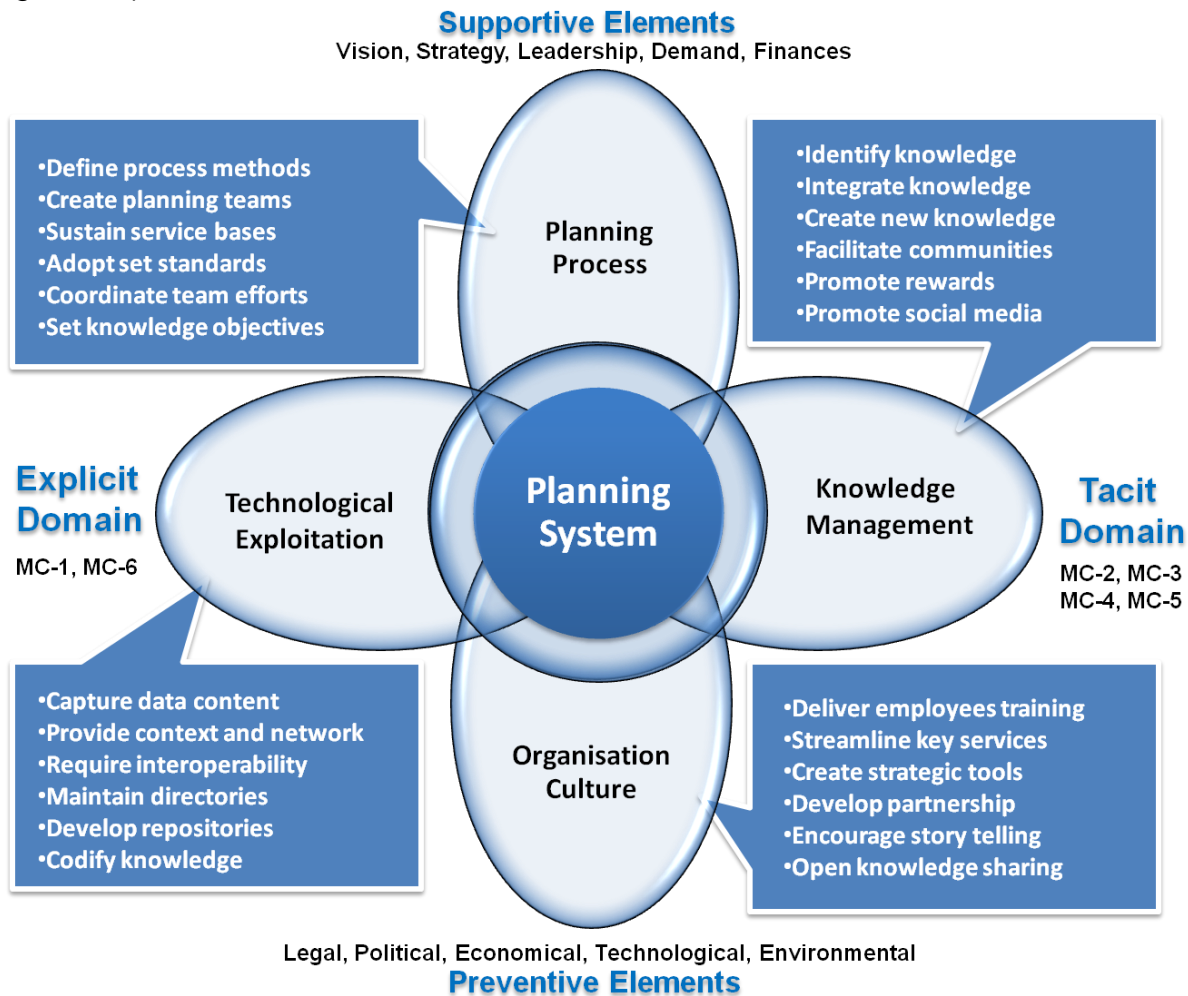 Supportive Elements
Vision, Strategy, Leadership, Demand, Finances
•Define process methods
•Create planning teams
•Sustain service bases
•Adopt set standards
•Coordinate team efforts
•Set knowledge objectives
Planning
Process
•Identify knowledge
•Integrate knowledge
•Create new knowledge
•Facilitate communities
•Promote rewards
•Promote social media
Explicit
Domain
MC-1, MC-6
Technological
Exploitation
Planning
System
Knowledge
Management
Tacit
Domain
MC-2, MC-3
MC-4, MC-5
•Capture data content
•Provide context and network
•Require interoperability
•Maintain directories
•Develop repositories
•Codify knowledge
Organisation
Culture
•Deliver employees training
•Streamline key services
•Create strategic tools
•Develop partnership
•Encourage story telling
•Open knowledge sharing
Legal, Political, Economical, Technological, Environmental
Preventive Elements